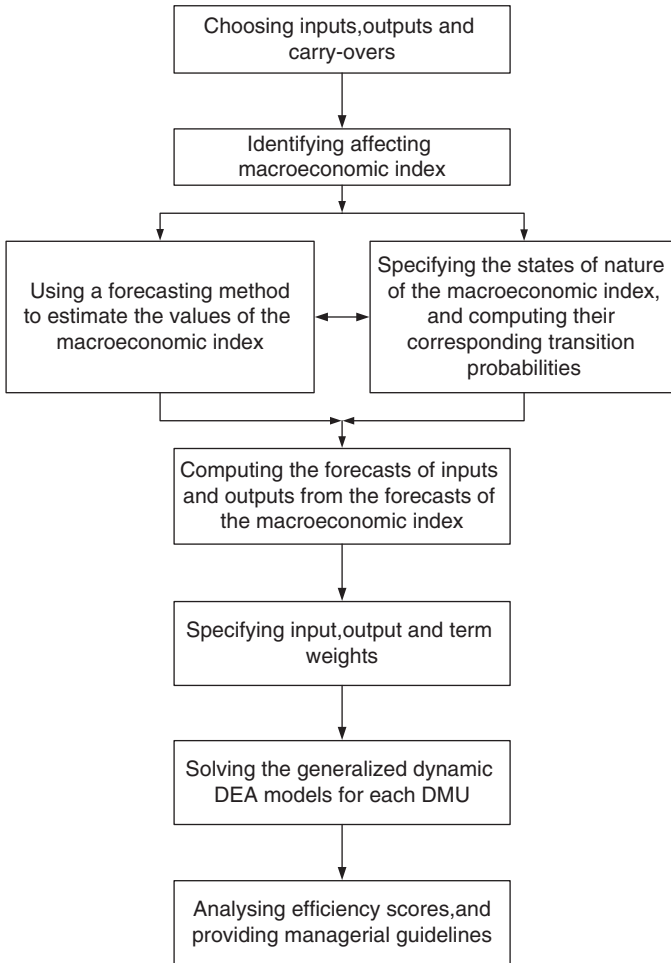 Choosing inputs,outputs and
carry-overs
Identifying affecting
macroeconomic index
Using a forecasting method
to estimate the values of the
macroeconomic index
Specifying the states of nature
of the macroeconomic index,
and computing their
corresponding transition
probabilities
Computing the forecasts of inputs
and outputs from the forecasts of
the macroeconomic index
Specifying input,output and term
weights
Solving the generalized dynamic
DEA models for each DMU
Analysing efficiency scores,and
providing managerial guidelines